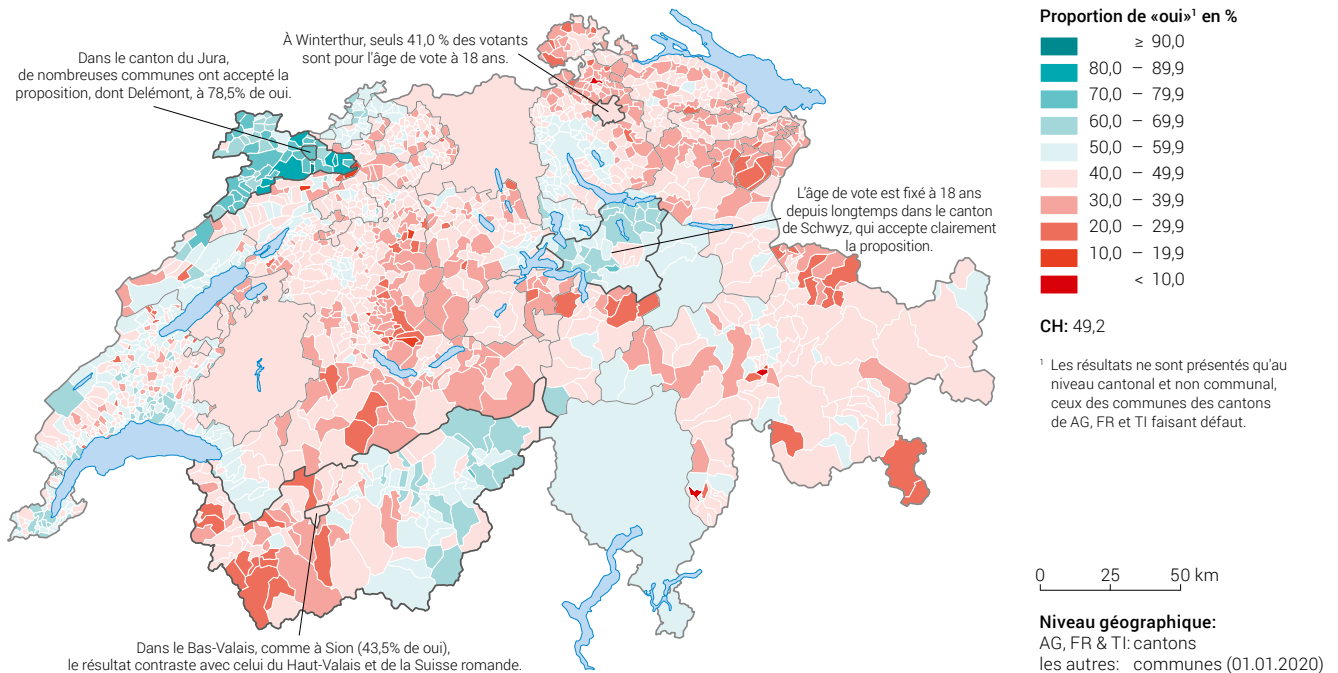 Dans le canton du Jura,
de nombreuses communes ont accepté la
proposition, dont Delémont, à 78,5% de oui.
À Winterthur, seuls 41,0 % des votants
sont pour l'âge de vote à 18 ans.
L'âge de vote est fixé à 18 ans
depuis longtemps dans le canton
de Schwyz, qui accepte clairement
la proposition.
Dans le Bas-Valais, comme à Sion (43,5% de oui),
le résultat contraste avec celui du Haut-Valais et de la Suisse romande.
Proportion de «oui»¹ en %
≥ 90,0
80,0 – 89,9
70,0 – 79,9
60,0 – 69,9
50,0 – 59,9
40,0 – 49,9
30,0 – 39,9
20,0 – 29,9
10,0 – 19,9
< 10,0
CH: 49,2
¹ Les résultats ne sont présentés qu'au
niveau cantonal et non communal,
ceux des communes des cantons
de AG, FR et TI faisant défaut.
0 25 50 km
Niveau géographique:
AG, FR & TI: cantons
les autres: communes (01.01.2020)